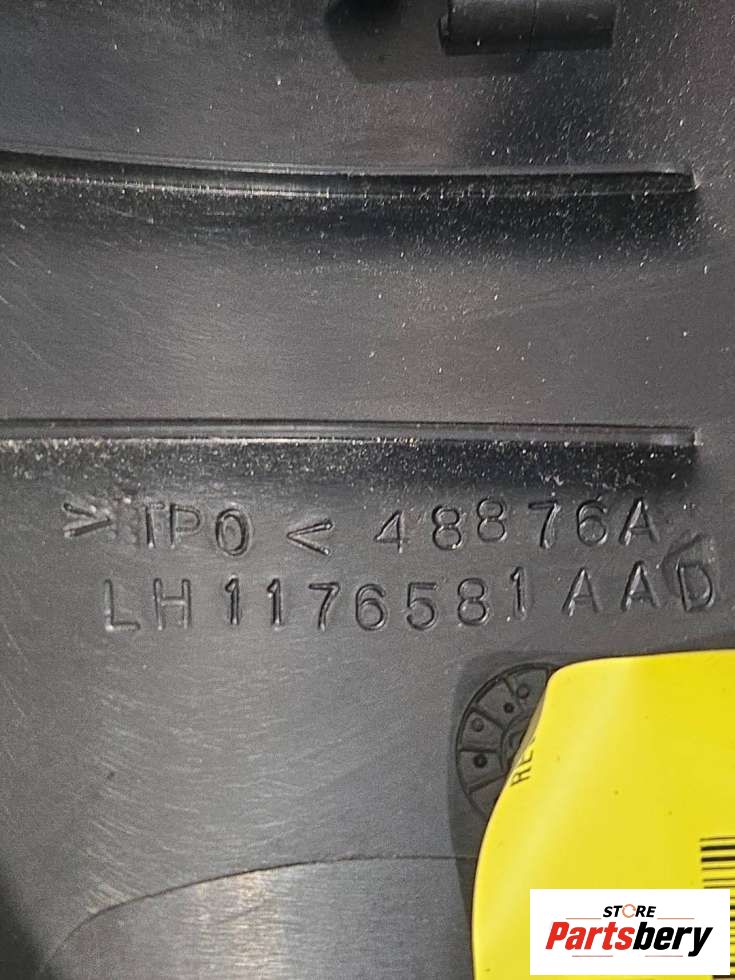 >TPO< 48876A
LH1176581AAD
STORE
Partsbery